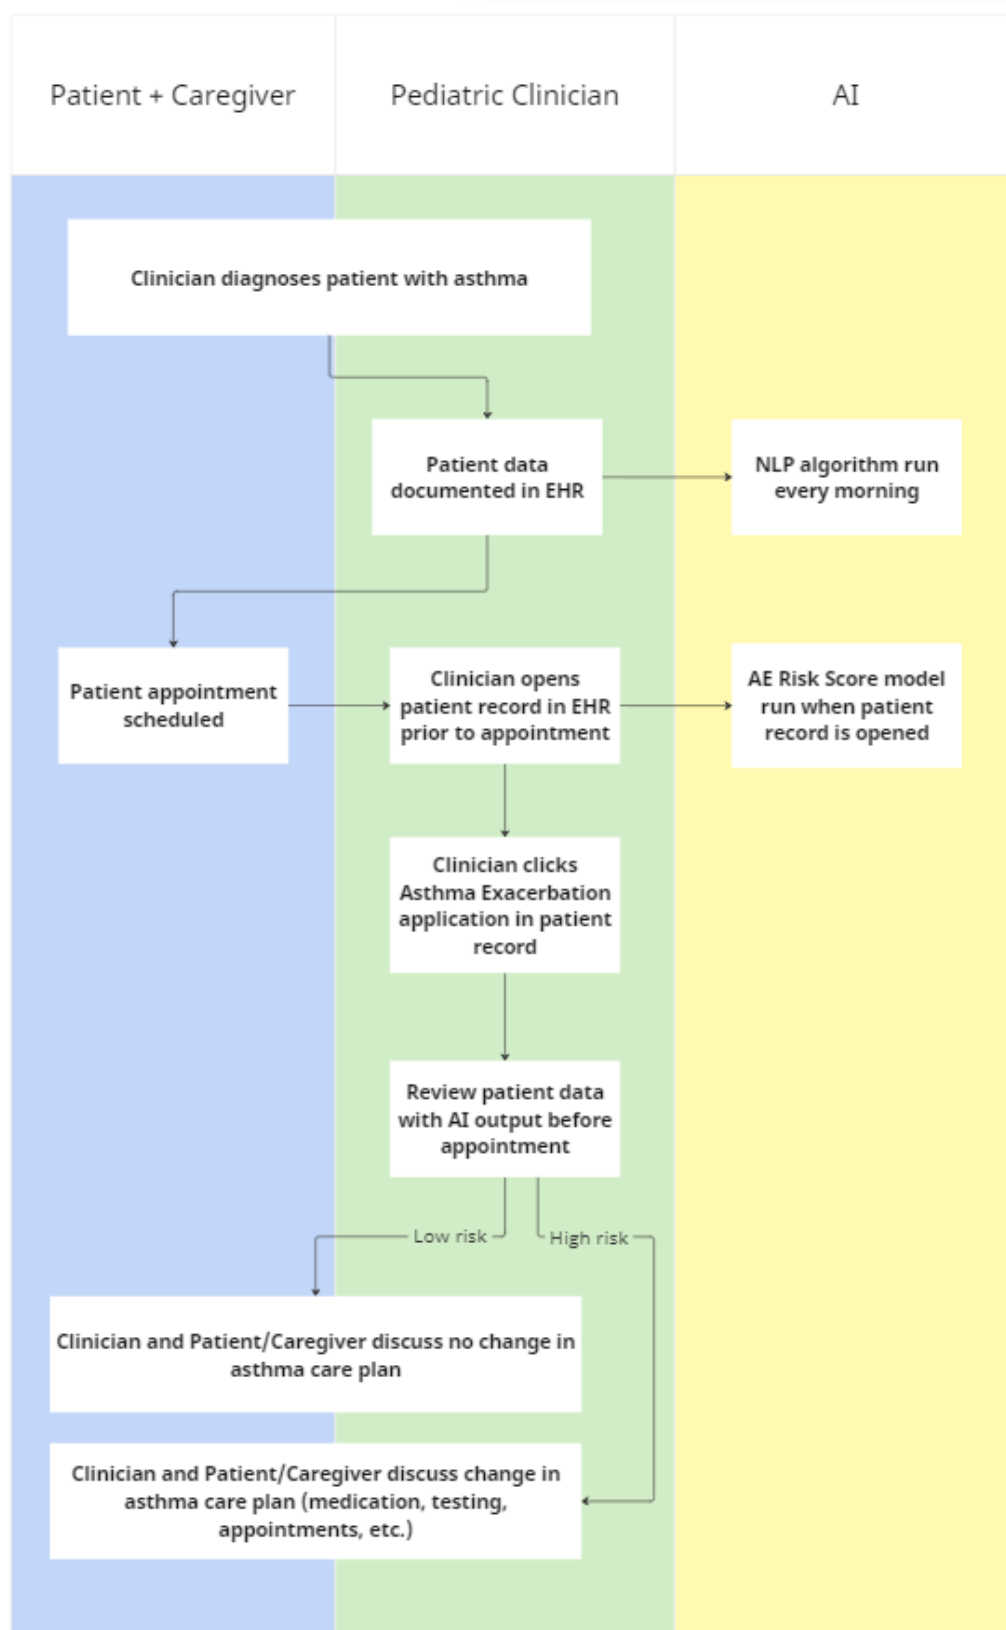 Patient + Caregiver
Pediatric Clinician
AI
Clinician diagnoses patient with asthma
Patient data
documented in EHR
NLP algorithm run
every morning
Patient appointment
scheduled
Clinician opens
patient record in EHR
prior to appointment
AE Risk Score model
run when patient
record is opened
Clinician clicks
Asthma Exacerbation
application in patient
record
Review patient data
with AI output before
appointment
Low risk
High risk
Clinician and Patient/Caregiver discuss no change in
asthma care plan
Clinician and Patient/Caregiver discuss change in
asthma care plan (medication, testing,
appointments, etc.)